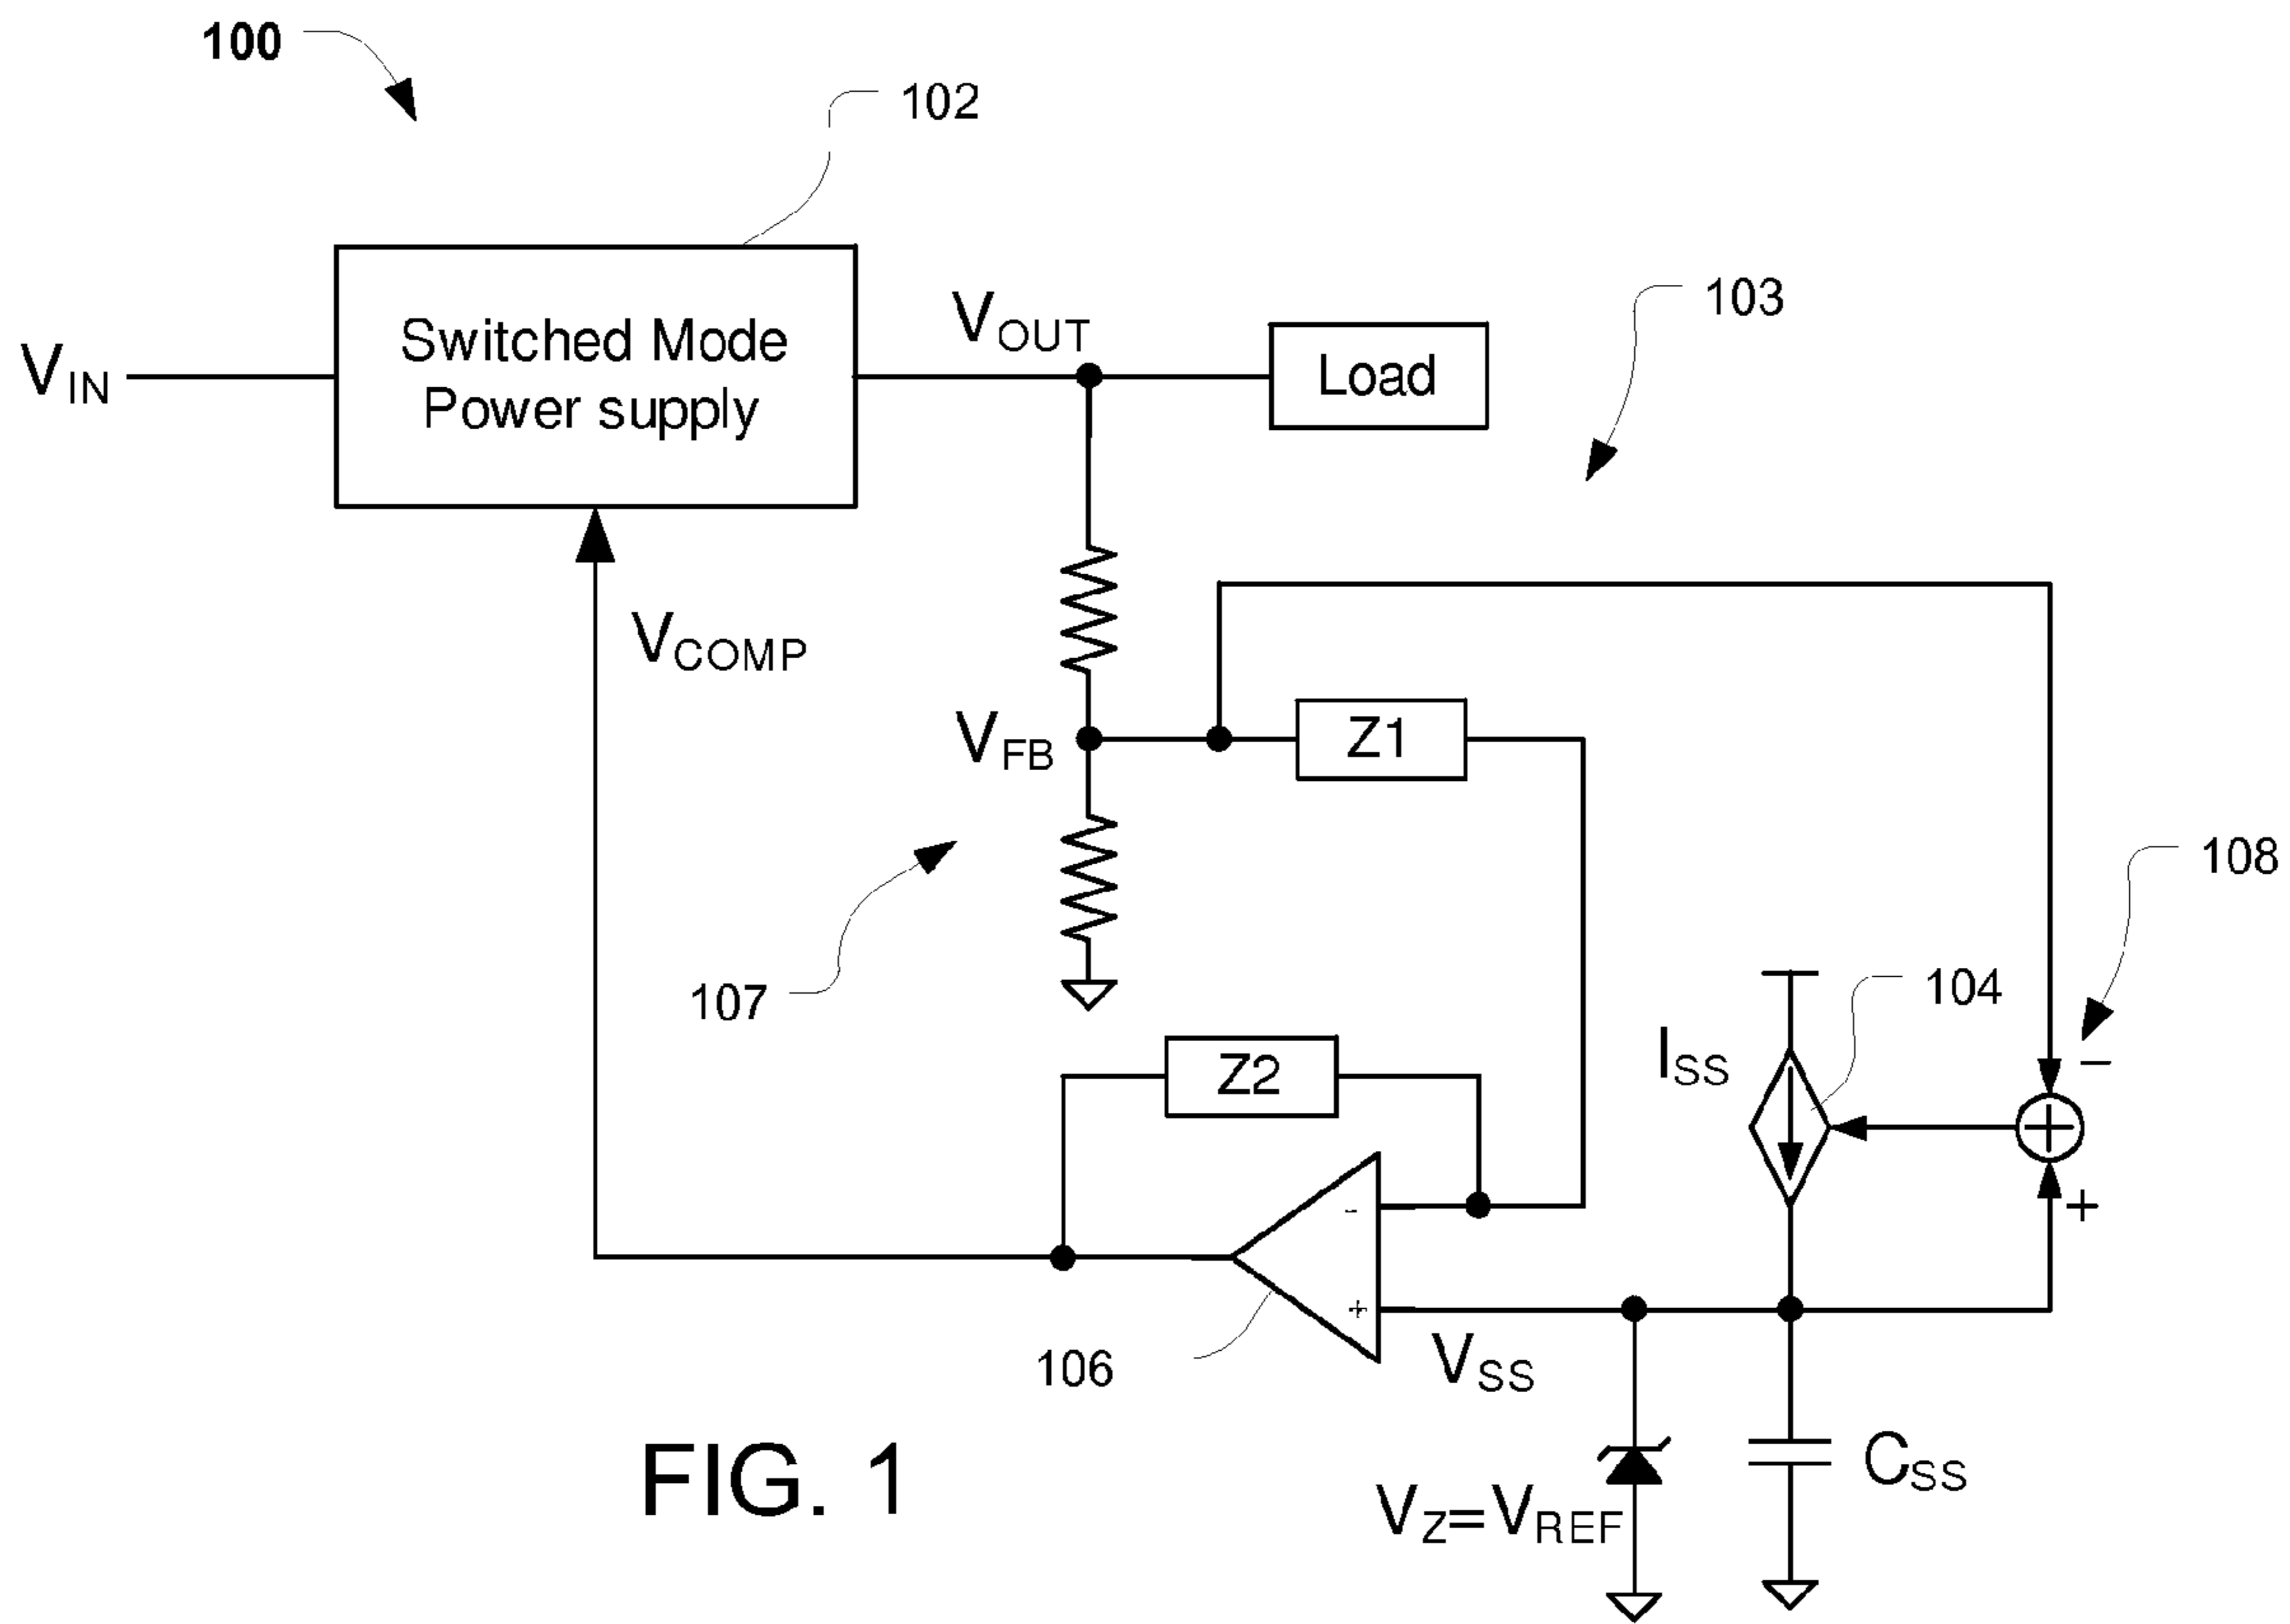 100
102
103
Switched Mode
Power supply
VIN
VOUT
Load
VCOMP
VFB
Z1
108
107
104
ISS
−
Z2
-
+
+
106
VSS
FIG. 1
VZ=VREF
CSS